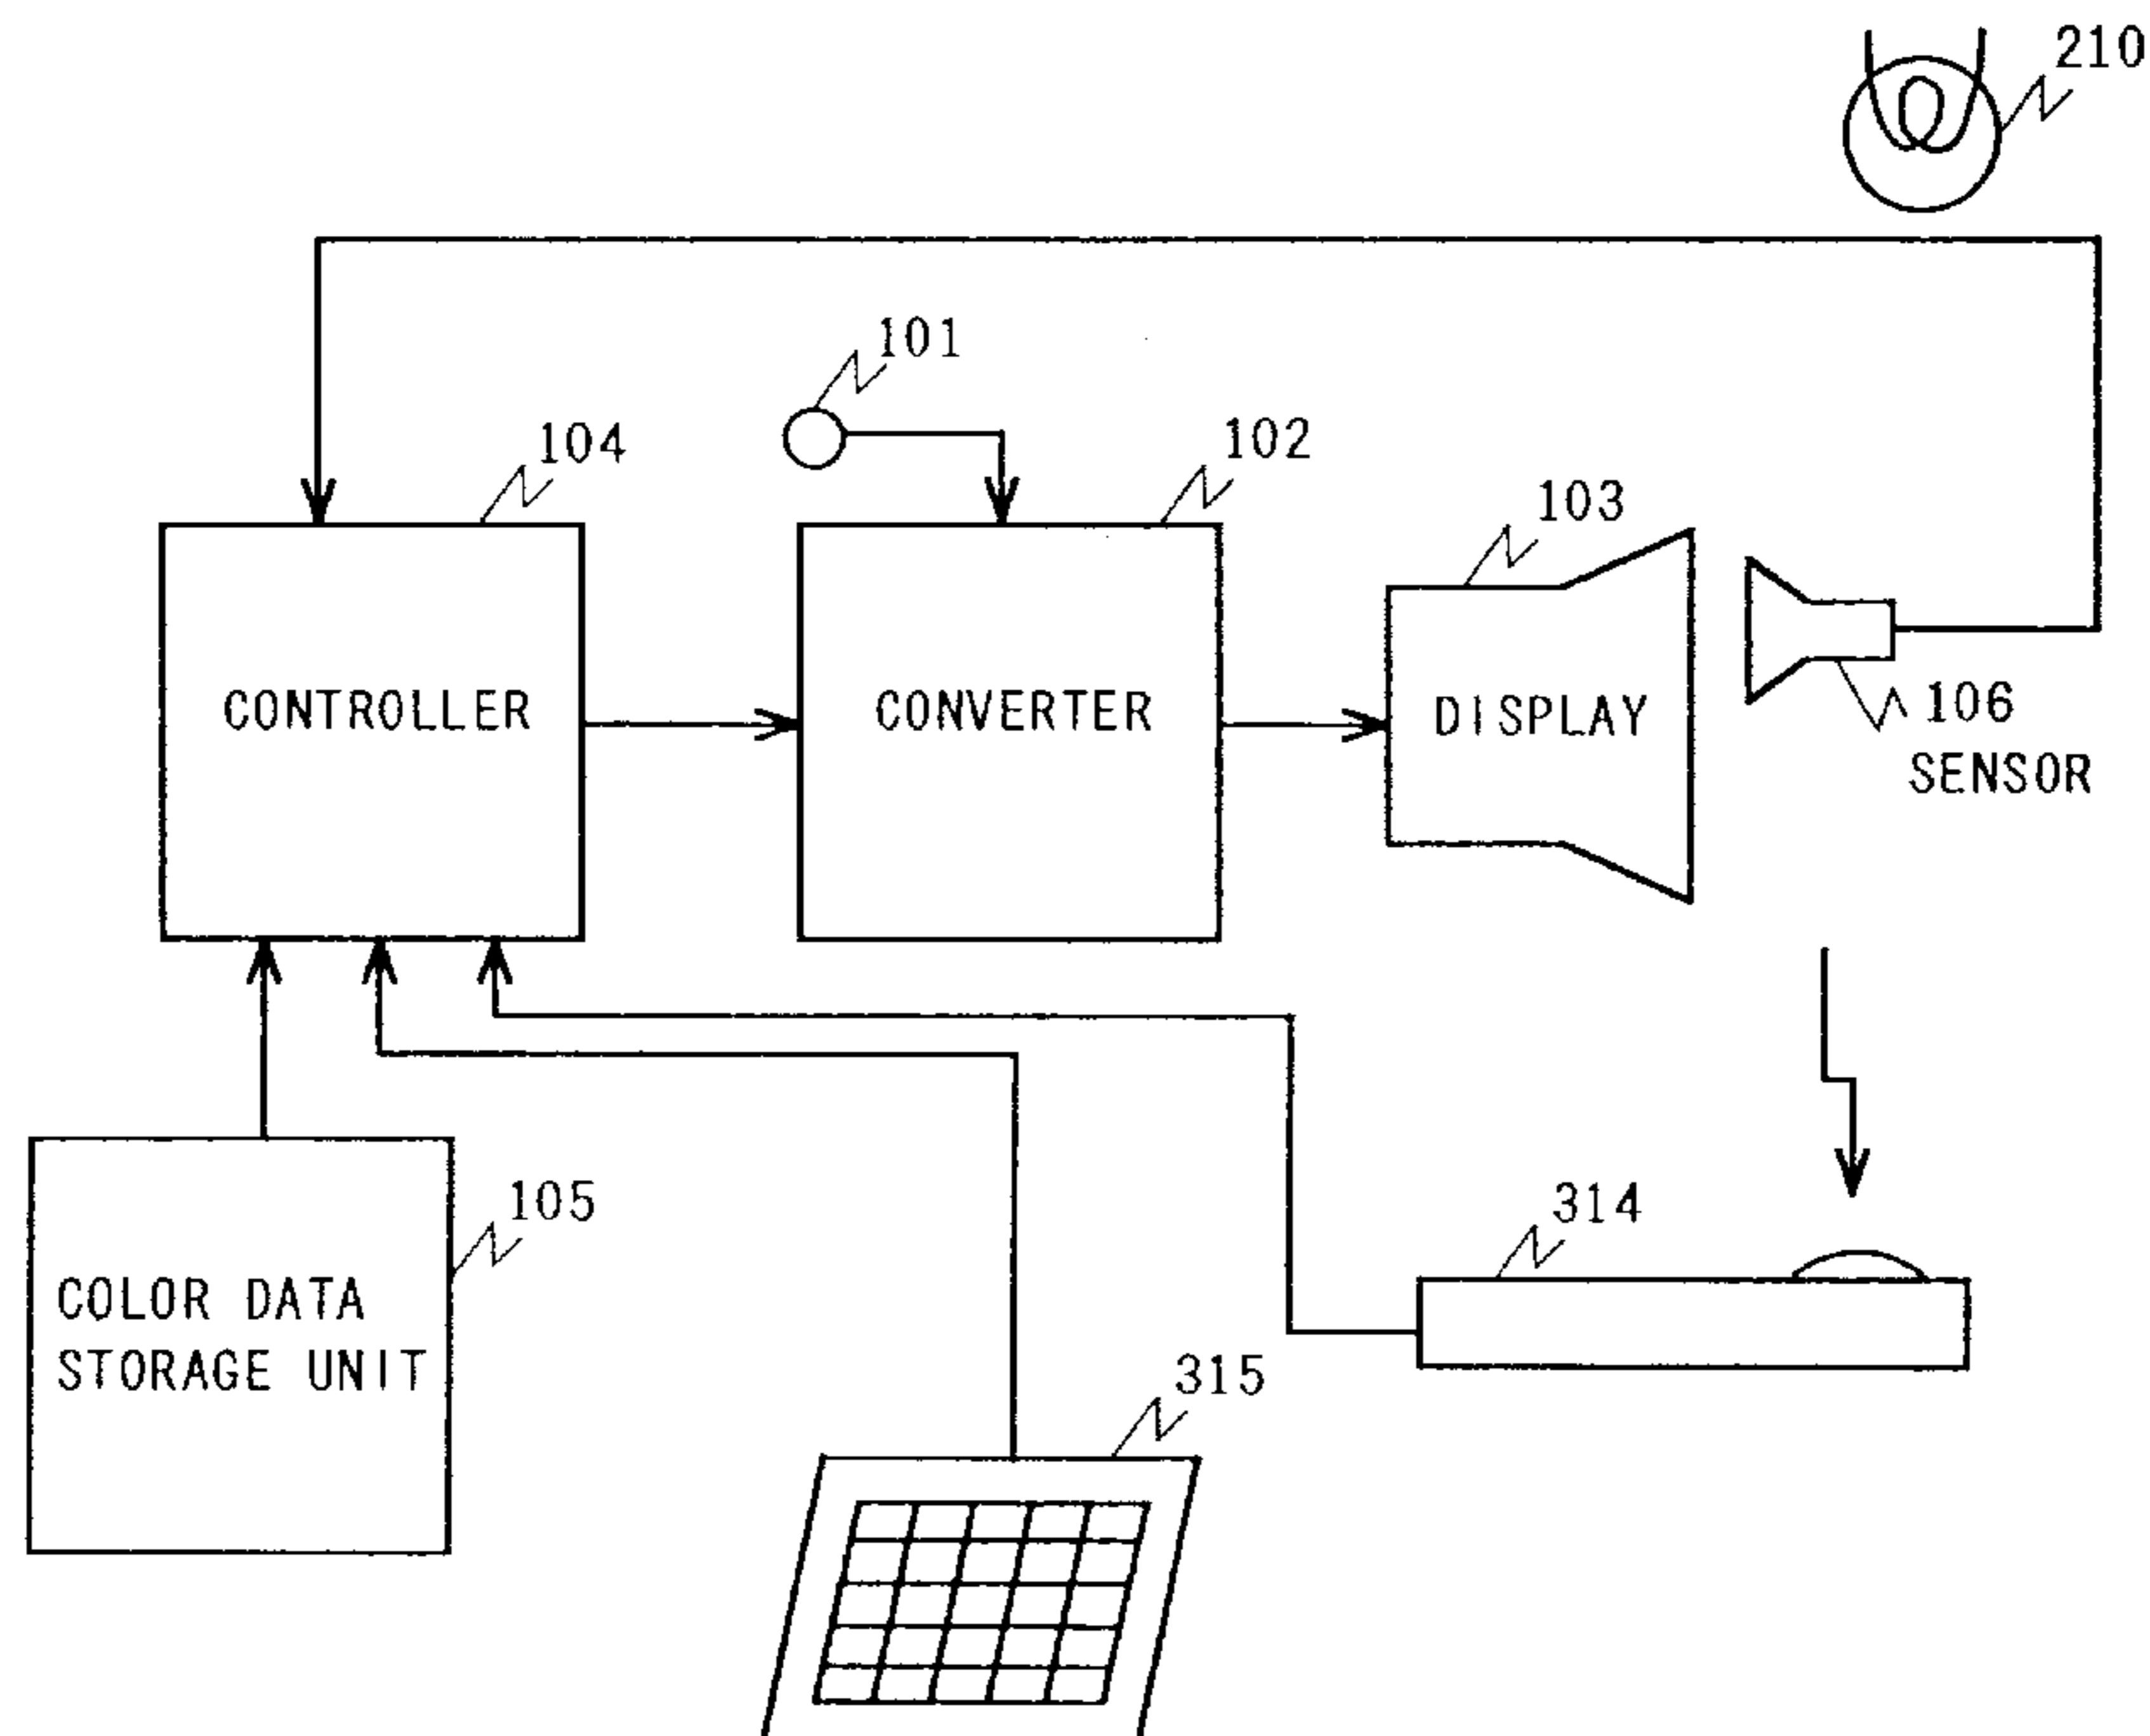 210
101
104
102
103
CONTROLLER
CONVERTER
DISPLAY
106
SENSOR
105
314
COLOR DATA
STORAGE UNIT
315